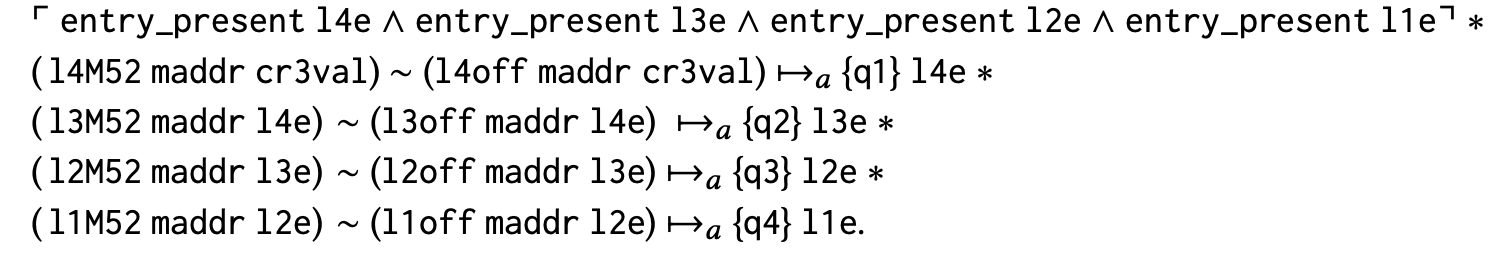 ⌜ entry_present l4e ∧ entry_present l3e ∧ entry_present l2e ∧ entry_present l1e⌝ ∗
(l4M52 maddr cr3val) ∼ (l4off maddr cr3val) ↦ₐ {q1} l4e ∗
(l3M52 maddr l4e) ∼ (l3off maddr l4e) ↦ₐ {q2} l3e ∗
(l2M52 maddr l3e) ∼ (l2off maddr l3e) ↦ₐ {q3} l2e ∗
(l1M52 maddr l2e) ∼ (l1off maddr l2e) ↦ₐ {q4} l1e.